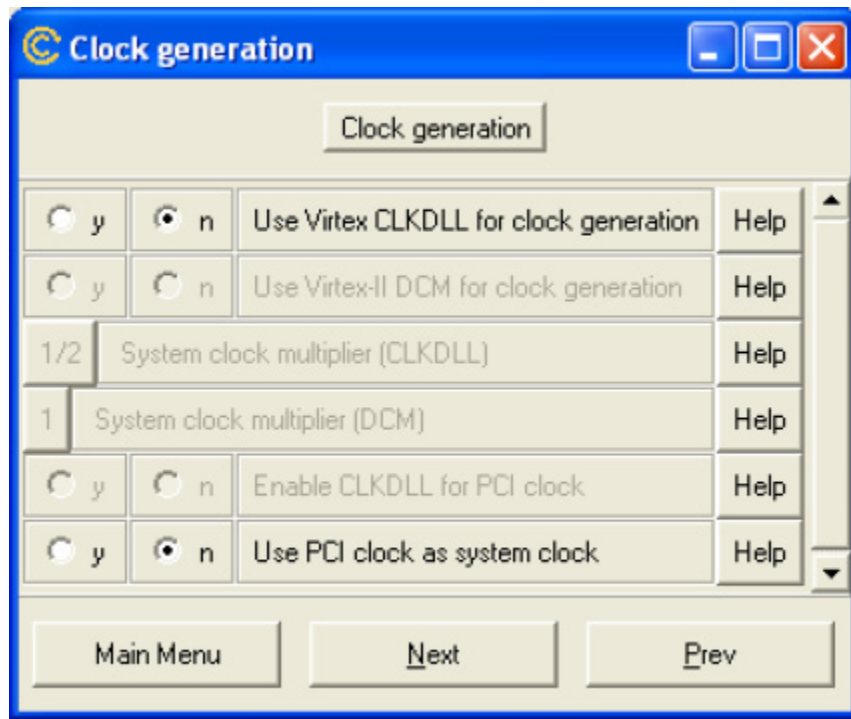 Clock generation
Clock generation
y n Use Virtex CLKDLL for clock generation Help
y n Use Virtex-II DCM for clock generation Help
1/2 System clock multiplier (CLKDLL) Help
1 System clock multiplier (DCM) Help
y n Enable CLKDLL for PCI clock Help
y n Use PCI clock as system clock Help
Main Menu Next Prev